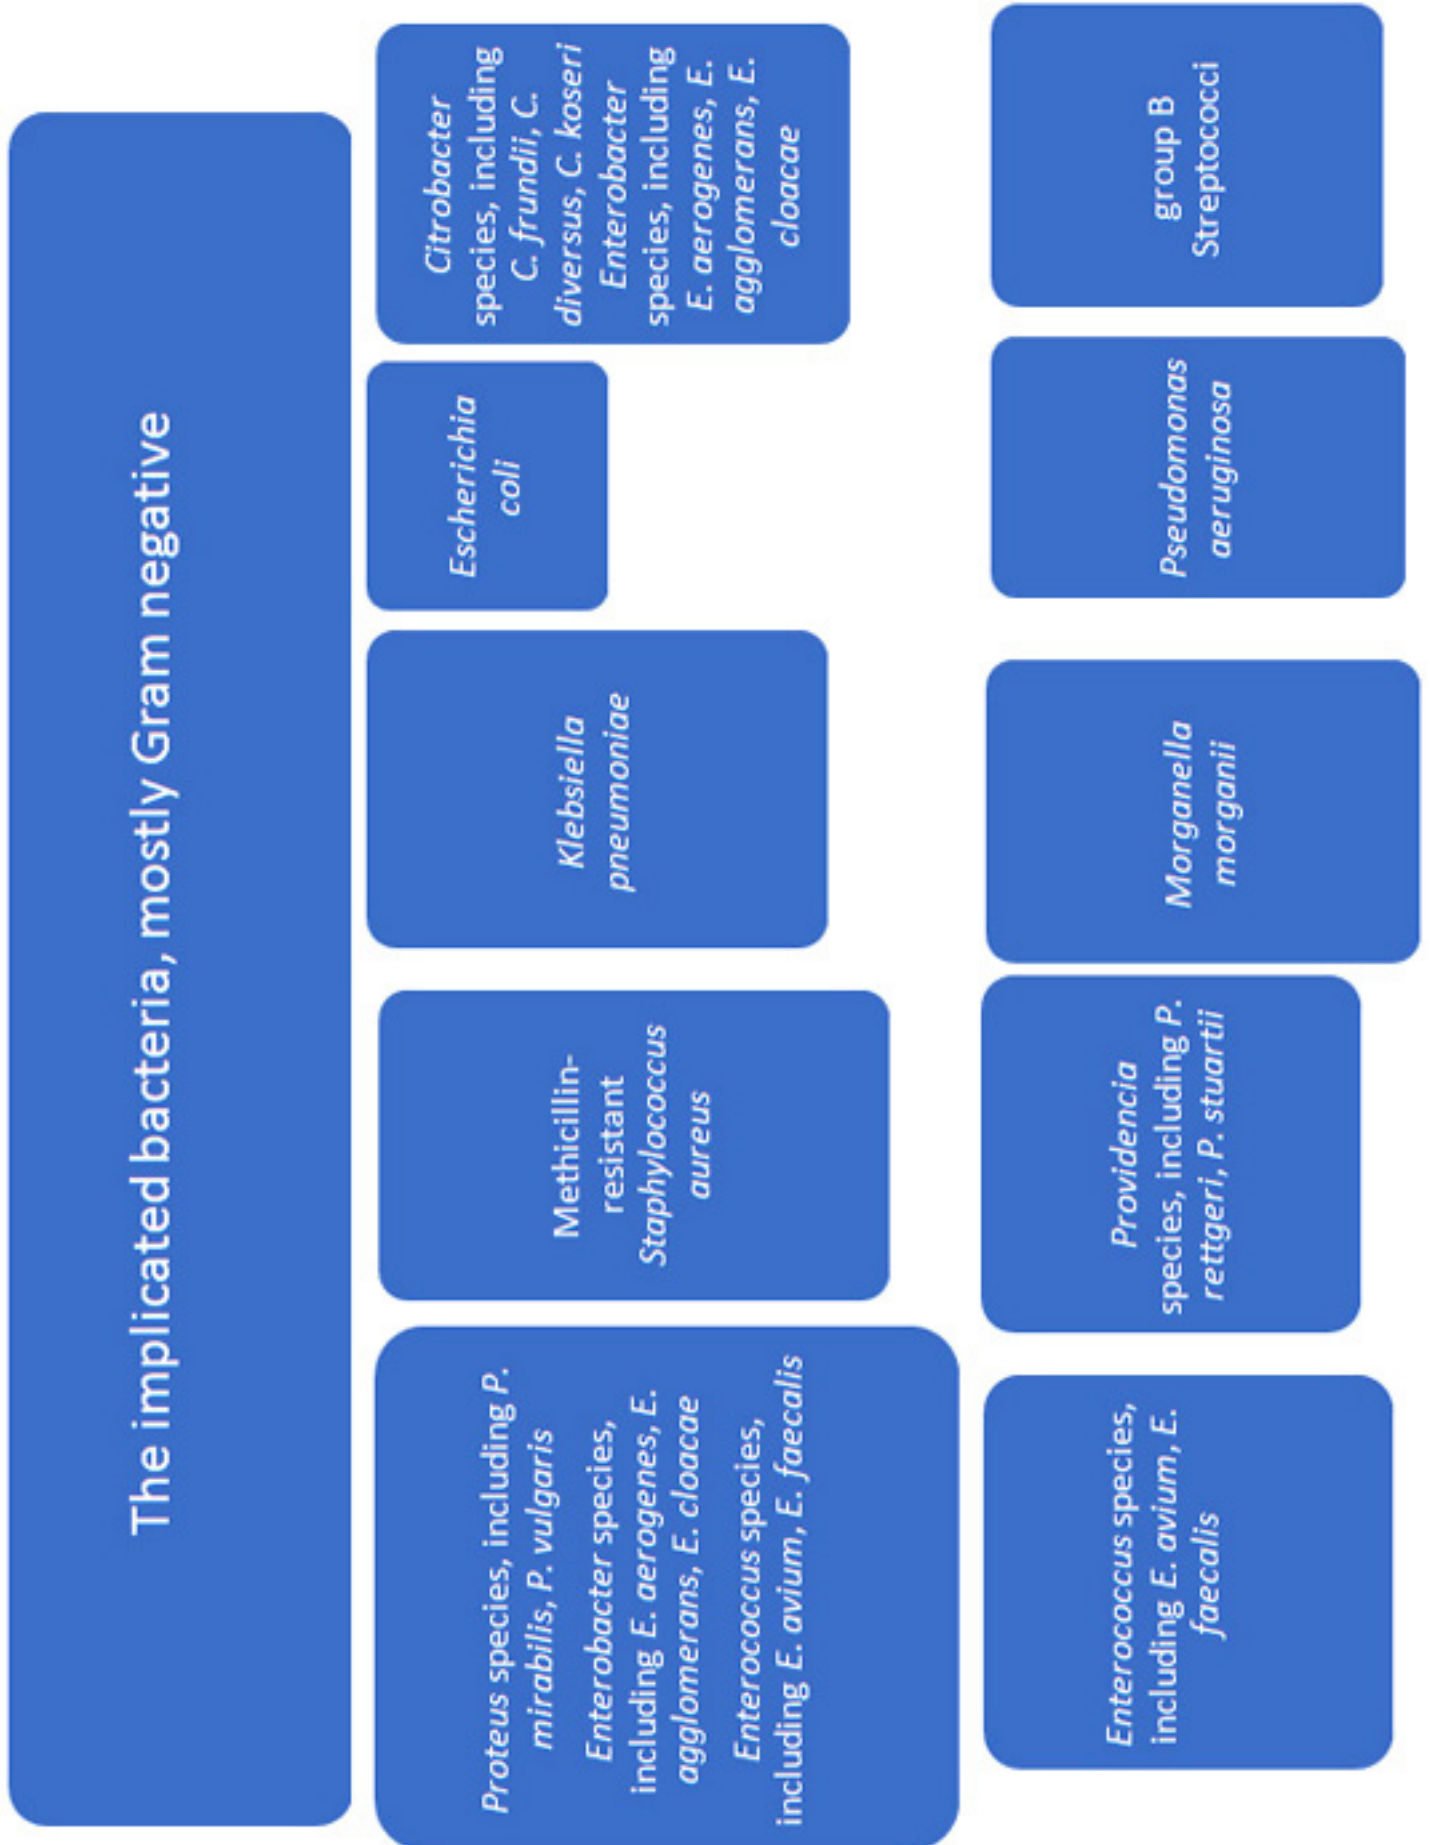 The implicated bacteria, mostly Gram negative
Proteus species, including P.
mirabilis, P. vulgaris
Enterobacter species,
including E. aerogenes, E.
agglomerans, E. cloacae
Enterococcus species,
including E. avium, E. faecalis
Methicillin-
resistant
Staphylococcus
aureus
Klebsiella
pneumoniae
Escherichia
coli
Citrobacter
species, including
C. frundii, C.
diversus, C. koseri
Enterobacter
species, including
E. aerogenes, E.
agglomerans, E.
cloacae
Enterococcus species,
including E. avium, E.
faecalis
Providencia
species, including P.
rettgeri, P. stuartii
Morganella
morganii
Pseudomonas
aeruginosa
group B
Streptococci